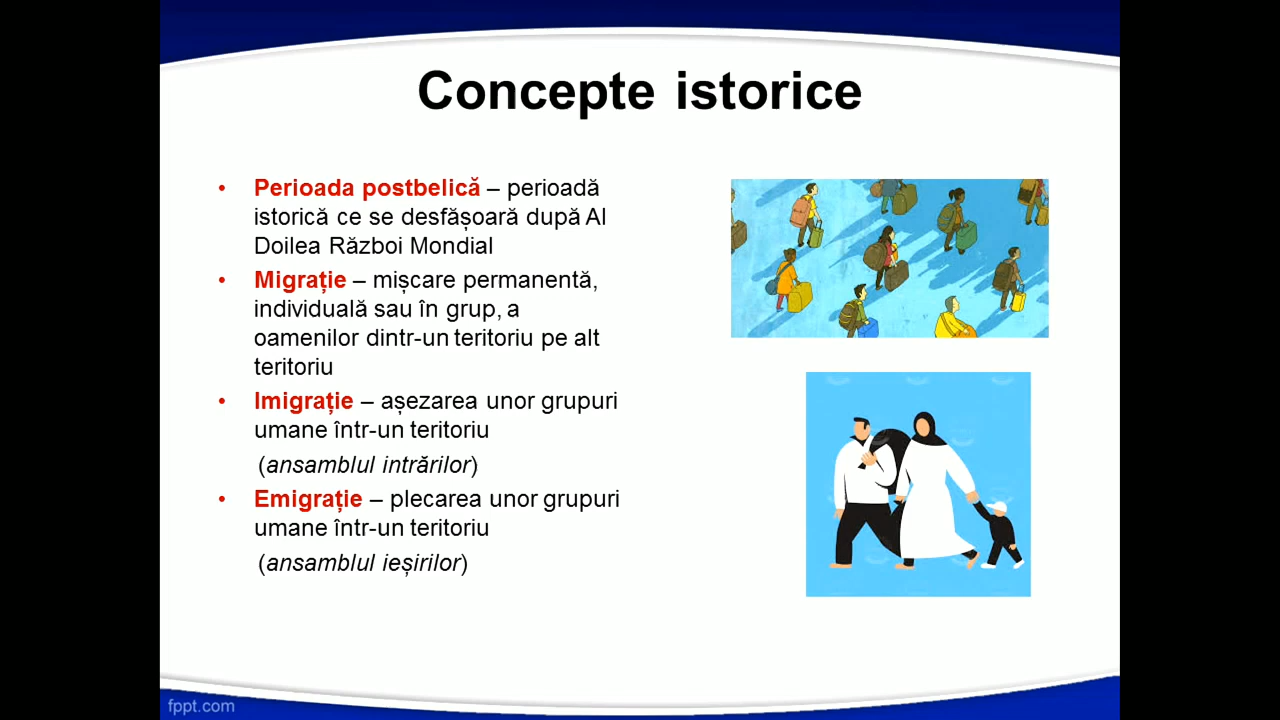 Concepte istorice
• Perioada postbelică – perioadă
istorică ce se desfășoară după Al
Doilea Război Mondial
• Migrație – mișcare permanentă,
individuală sau în grup, a
oamenilor dintr-un teritoriu pe alt
teritoriu
• Imigrație – așezarea unor grupuri
umane într-un teritoriu
(ansamblul intrărilor)
• Emigrație – plecarea unor grupuri
umane într-un teritoriu
(ansamblul ieșirilor)
fppt.com